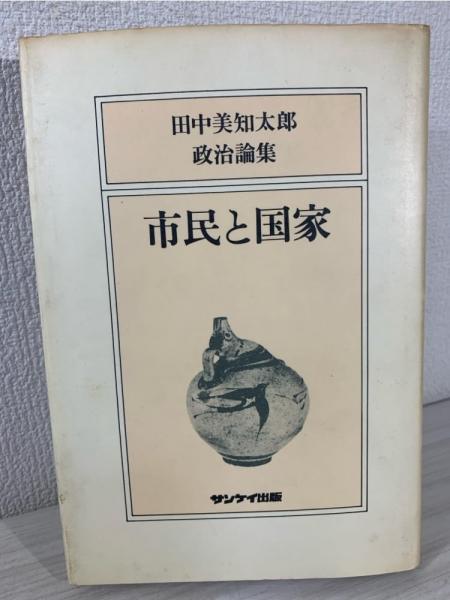 田中美知太郎
政治論集
市民と国家
サンケイ出版